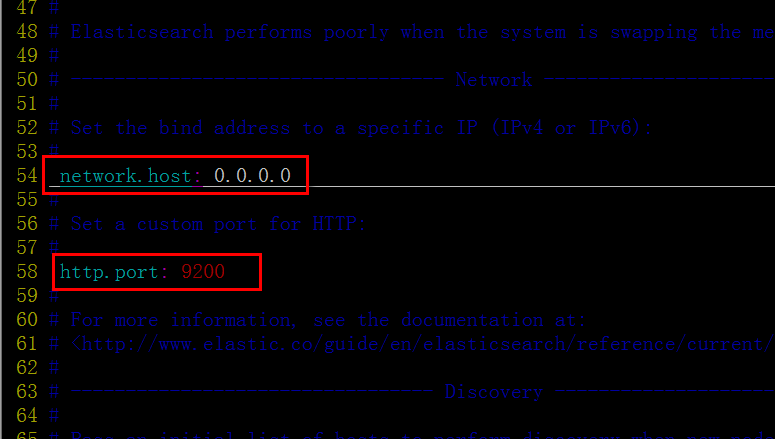 47 #
48 # Elasticsearch performs poorly when the system is swapping the me
49 #
50 # ---------------------------------- Network ---------------------
51 #
52 # Set the bind address to a specific IP (IPv4 or IPv6):
53 #
54 network.host: 0.0.0.0
55 #
56 # Set a custom port for HTTP:
57 #
58 http.port: 9200
59 #
60 # For more information, see the documentation at:
61 # <http://www.elastic.co/guide/en/elasticsearch/reference/current/
62 #
63 # --------------------------------- Discovery --------------------
64 #
65 #